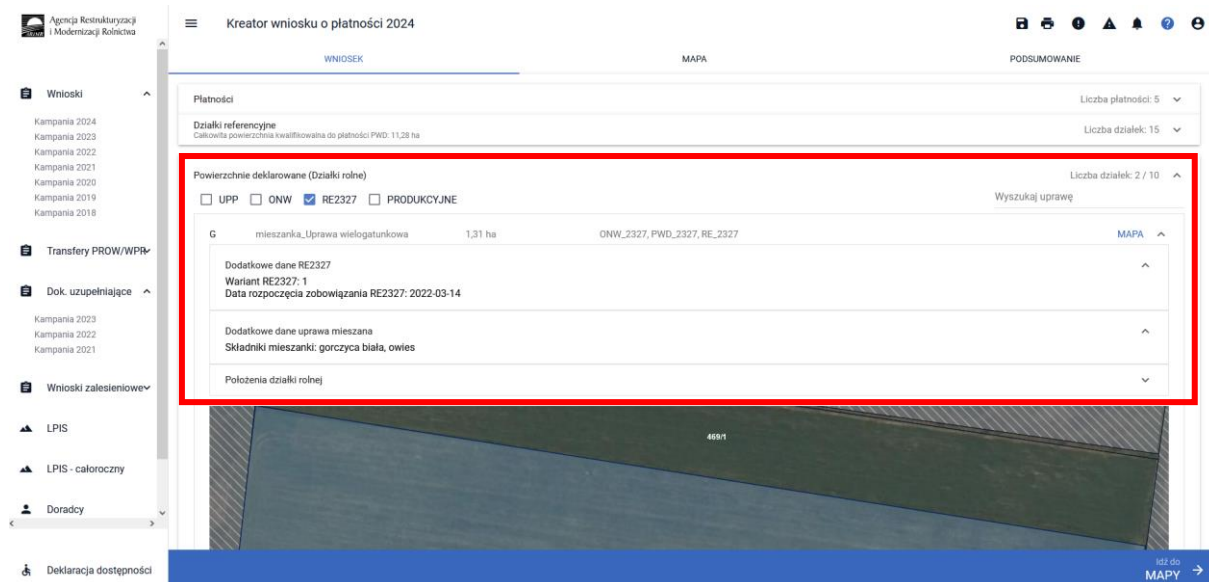 Agencja Restrukturyzacji
i Modernizacji Rolnictwa
Kreator wniosku o płatności 2024
WNIOSEK
MAPA
PODSUMOWANIE
Wnioski
Kampania 2024
Kampania 2023
Kampania 2022
Kampania 2021
Kampania 2020
Kampania 2019
Kampania 2018
Transfery PROW/WPR
Dok. uzupełniające
Kampania 2023
Kampania 2022
Kampania 2021
Wnioski zalesieniowe
LPIS
LPIS - całoroczny
Doradcy
Deklaracja dostępności
Płatności
Liczba płatności: 5
Działki referencyjne
Całkowita powierzchnia kwalifikowalna do płatności PWD: 11,28 ha
Liczba działek: 15
Powierzchnie deklarowane (Działki rolne)
Liczba działek: 2 / 10
UPP ONW RE2327 PRODUKCYJNE
Wyszukaj uprawę
G mieszanka_Uprawa wielogatunkowa 1,31 ha ONW_2327, PWD_2327, RE_2327 MAPA
Dodatkowe dane RE2327
Wariant RE2327: 1
Data rozpoczęcia zobowiązania RE2327: 2022-03-14
Dodatkowe dane uprawa mieszana
Składniki mieszanki: gorczyca biała, owies
Położenia działki rolnej
469/1
Idź do
MAPY